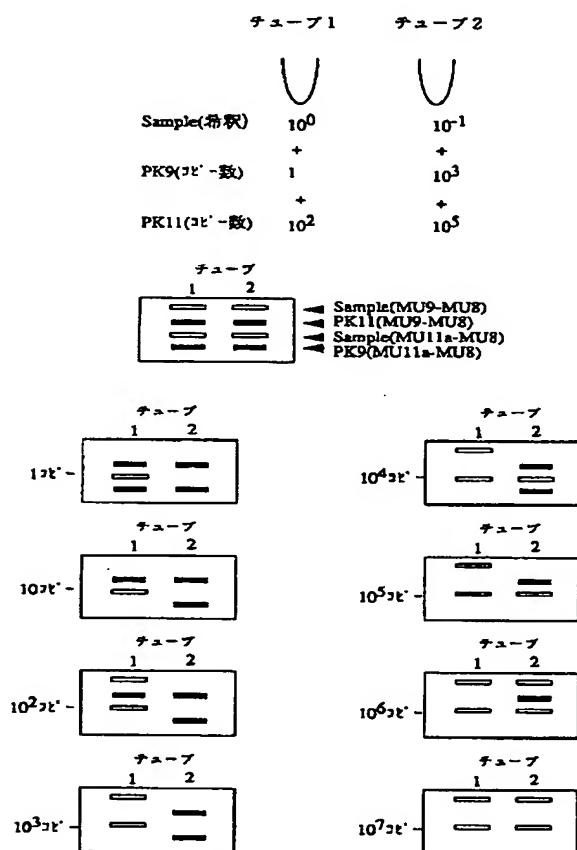 チューブ1 チューブ2
Sample(希釈) 10⁰ 10⁻¹
+ +
PK9(ｺﾋﾟｰ数) 1 10³
+ +
PK11(ｺﾋﾟｰ数) 10² 10⁵
チューブ
1 2
Sample(MU9-MU8)
PK11(MU9-MU8)
Sample(MU11a-MU8)
PK9(MU11a-MU8)
チューブ
1 2
1ｺﾋﾟｰ
チューブ
1 2
10ｺﾋﾟｰ
チューブ
1 2
10²ｺﾋﾟｰ
チューブ
1 2
10³ｺﾋﾟｰ
チューブ
1 2
10⁴ｺﾋﾟｰ
チューブ
1 2
10⁵ｺﾋﾟｰ
チューブ
1 2
10⁶ｺﾋﾟｰ
チューブ
1 2
10⁷ｺﾋﾟｰ